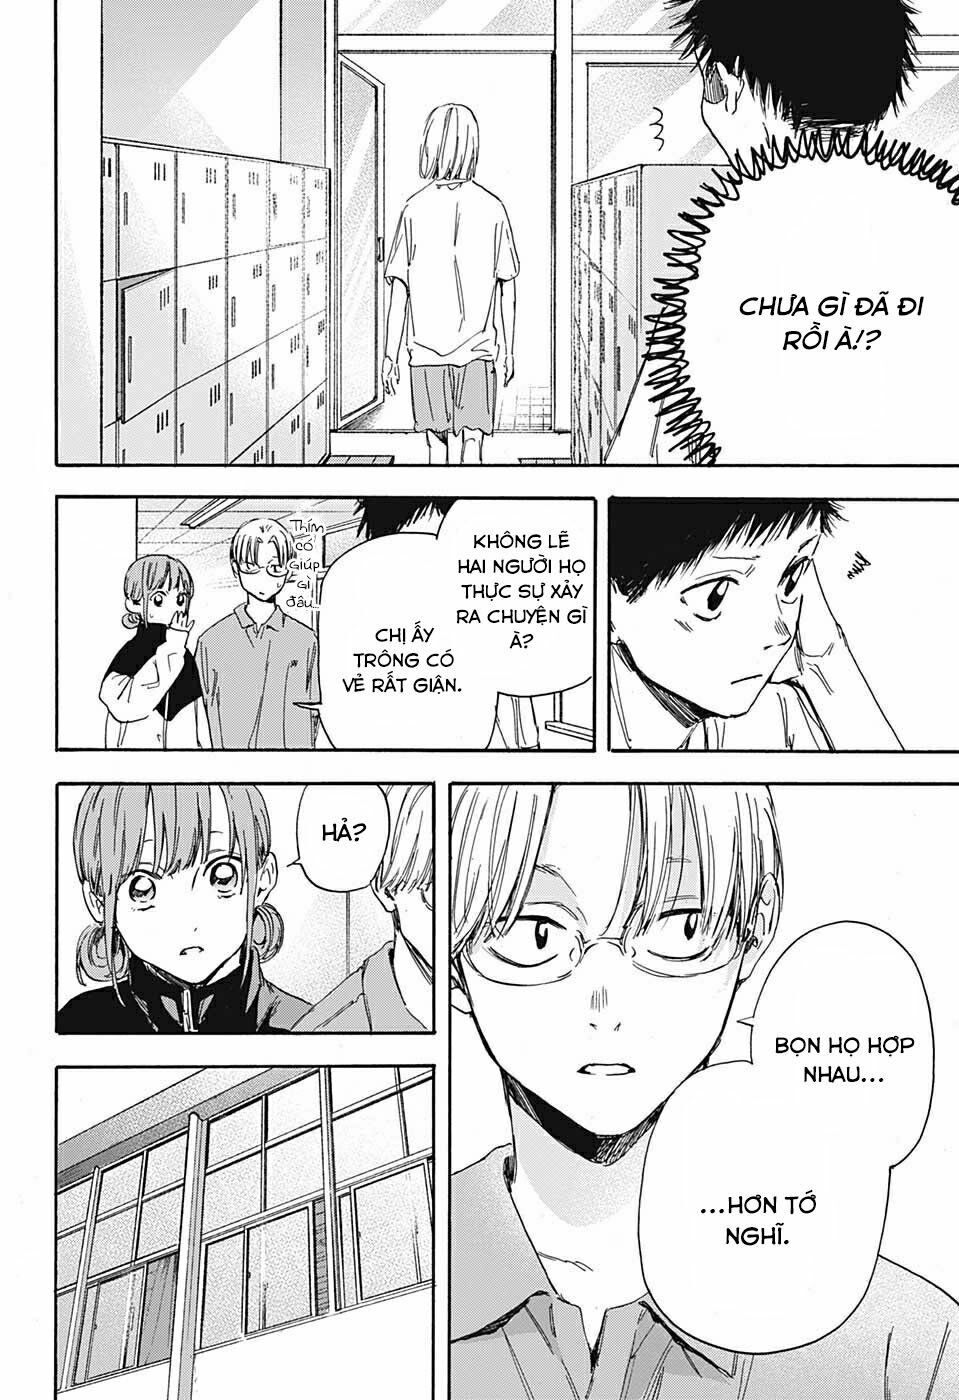 CHƯA GÌ ĐÃ ĐI
RỒI À!?
KHÔNG LẼ
HAI NGƯỜI HỌ
THỰC SỰ XẢY
RA CHUYỆN GÌ
À?
CHỊ ẤY
TRÔNG CÓ
VẺ RẤT GIẬN.
Thím
có
giúp
gì
đâu...
HẢ?
BỌN HỌ HỢP
NHAU...
...HƠN TỚ
NGHĨ.